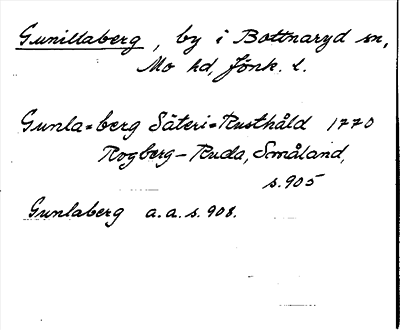 Gunillaberg, by i Bottnaryd sn,
Mo hd, Jönk. l.
Gunla=berg Säteri=Rusthåld 1770
Rogberg-Ruda, Småland,
s. 905
Gunlaberg a.a. s. 908.